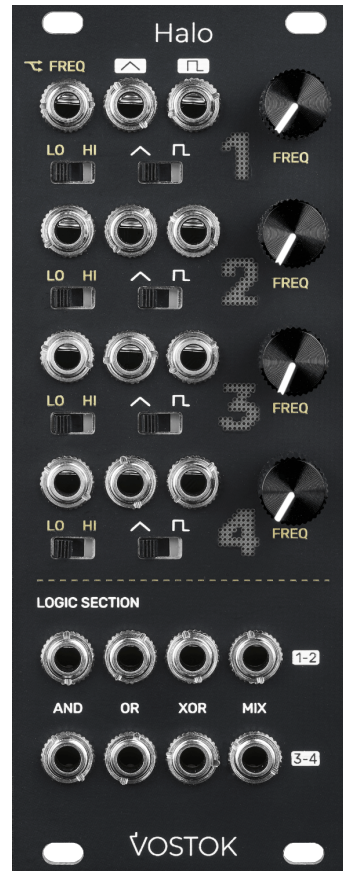 Halo
FREQ
1
FREQ
LO HI
2
LO HI
FREQ
3
LO HI
FREQ
4
LO HI
FREQ
LOGIC SECTION
1-2
AND OR XOR MIX
3-4
VOSTOK